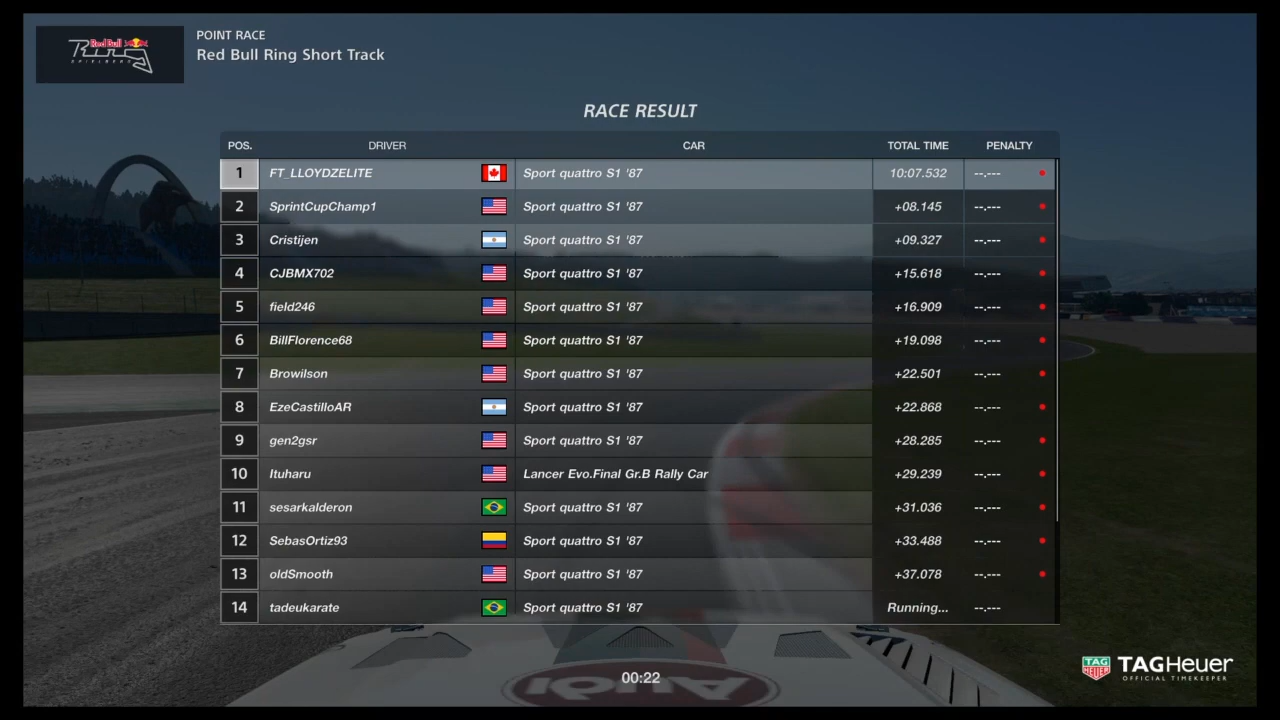 Red Bull
Ring
SPIELBERG
POINT RACE
Red Bull Ring Short Track
RACE RESULT
POS. DRIVER CAR TOTAL TIME PENALTY
1 FT_LLOYDZELITE Sport quattro S1 '87 10:07.532 --.---
2 SprintCupChamp1 Sport quattro S1 '87 +08.145 --.---
3 Cristijen Sport quattro S1 '87 +09.327 --.---
4 CJBMX702 Sport quattro S1 '87 +15.618 --.---
5 field246 Sport quattro S1 '87 +16.909 --.---
6 BillFlorence68 Sport quattro S1 '87 +19.098 --.---
7 Browilson Sport quattro S1 '87 +22.501 --.---
8 EzeCastilloAR Sport quattro S1 '87 +22.868 --.---
9 gen2gsr Sport quattro S1 '87 +28.285 --.---
10 Ituharu Lancer Evo.Final Gr.B Rally Car +29.239 --.---
11 sesarkalderon Sport quattro S1 '87 +31.036 --.---
12 SebasOrtiz93 Sport quattro S1 '87 +33.488 --.---
13 oldSmooth Sport quattro S1 '87 +37.078 --.---
14 tadeukarate Sport quattro S1 '87 Running... --.---
Audi
00:22
TAG
HEUER
TAGHeuer
OFFICIAL TIMEKEEPER